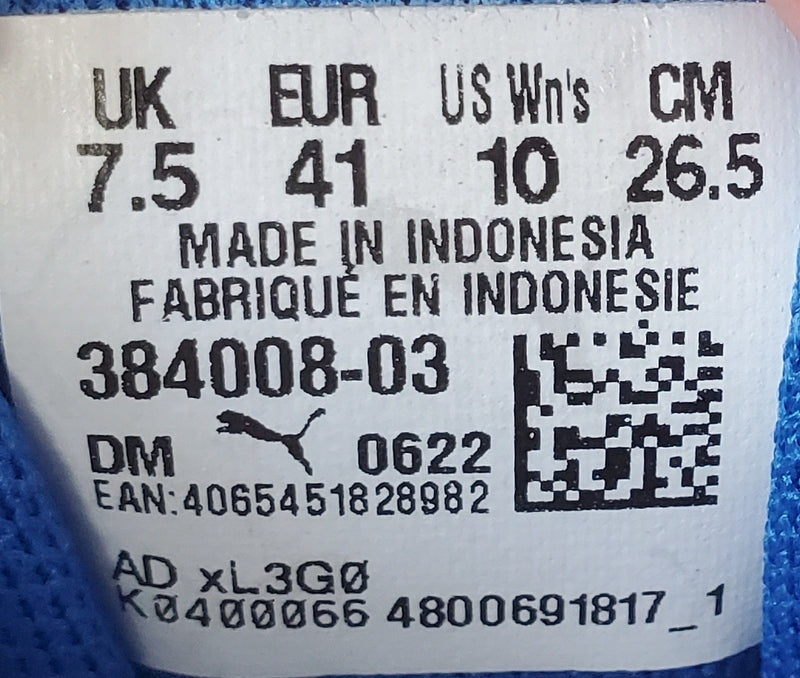 UK EUR US Wn's CM
7.5 41 10 26.5
MADE IN INDONESIA
FABRIQUÉ EN INDONESIE
384008-03
DM 0622
EAN:4065451828982
AD xL3G0
K0400066 4800691817_1